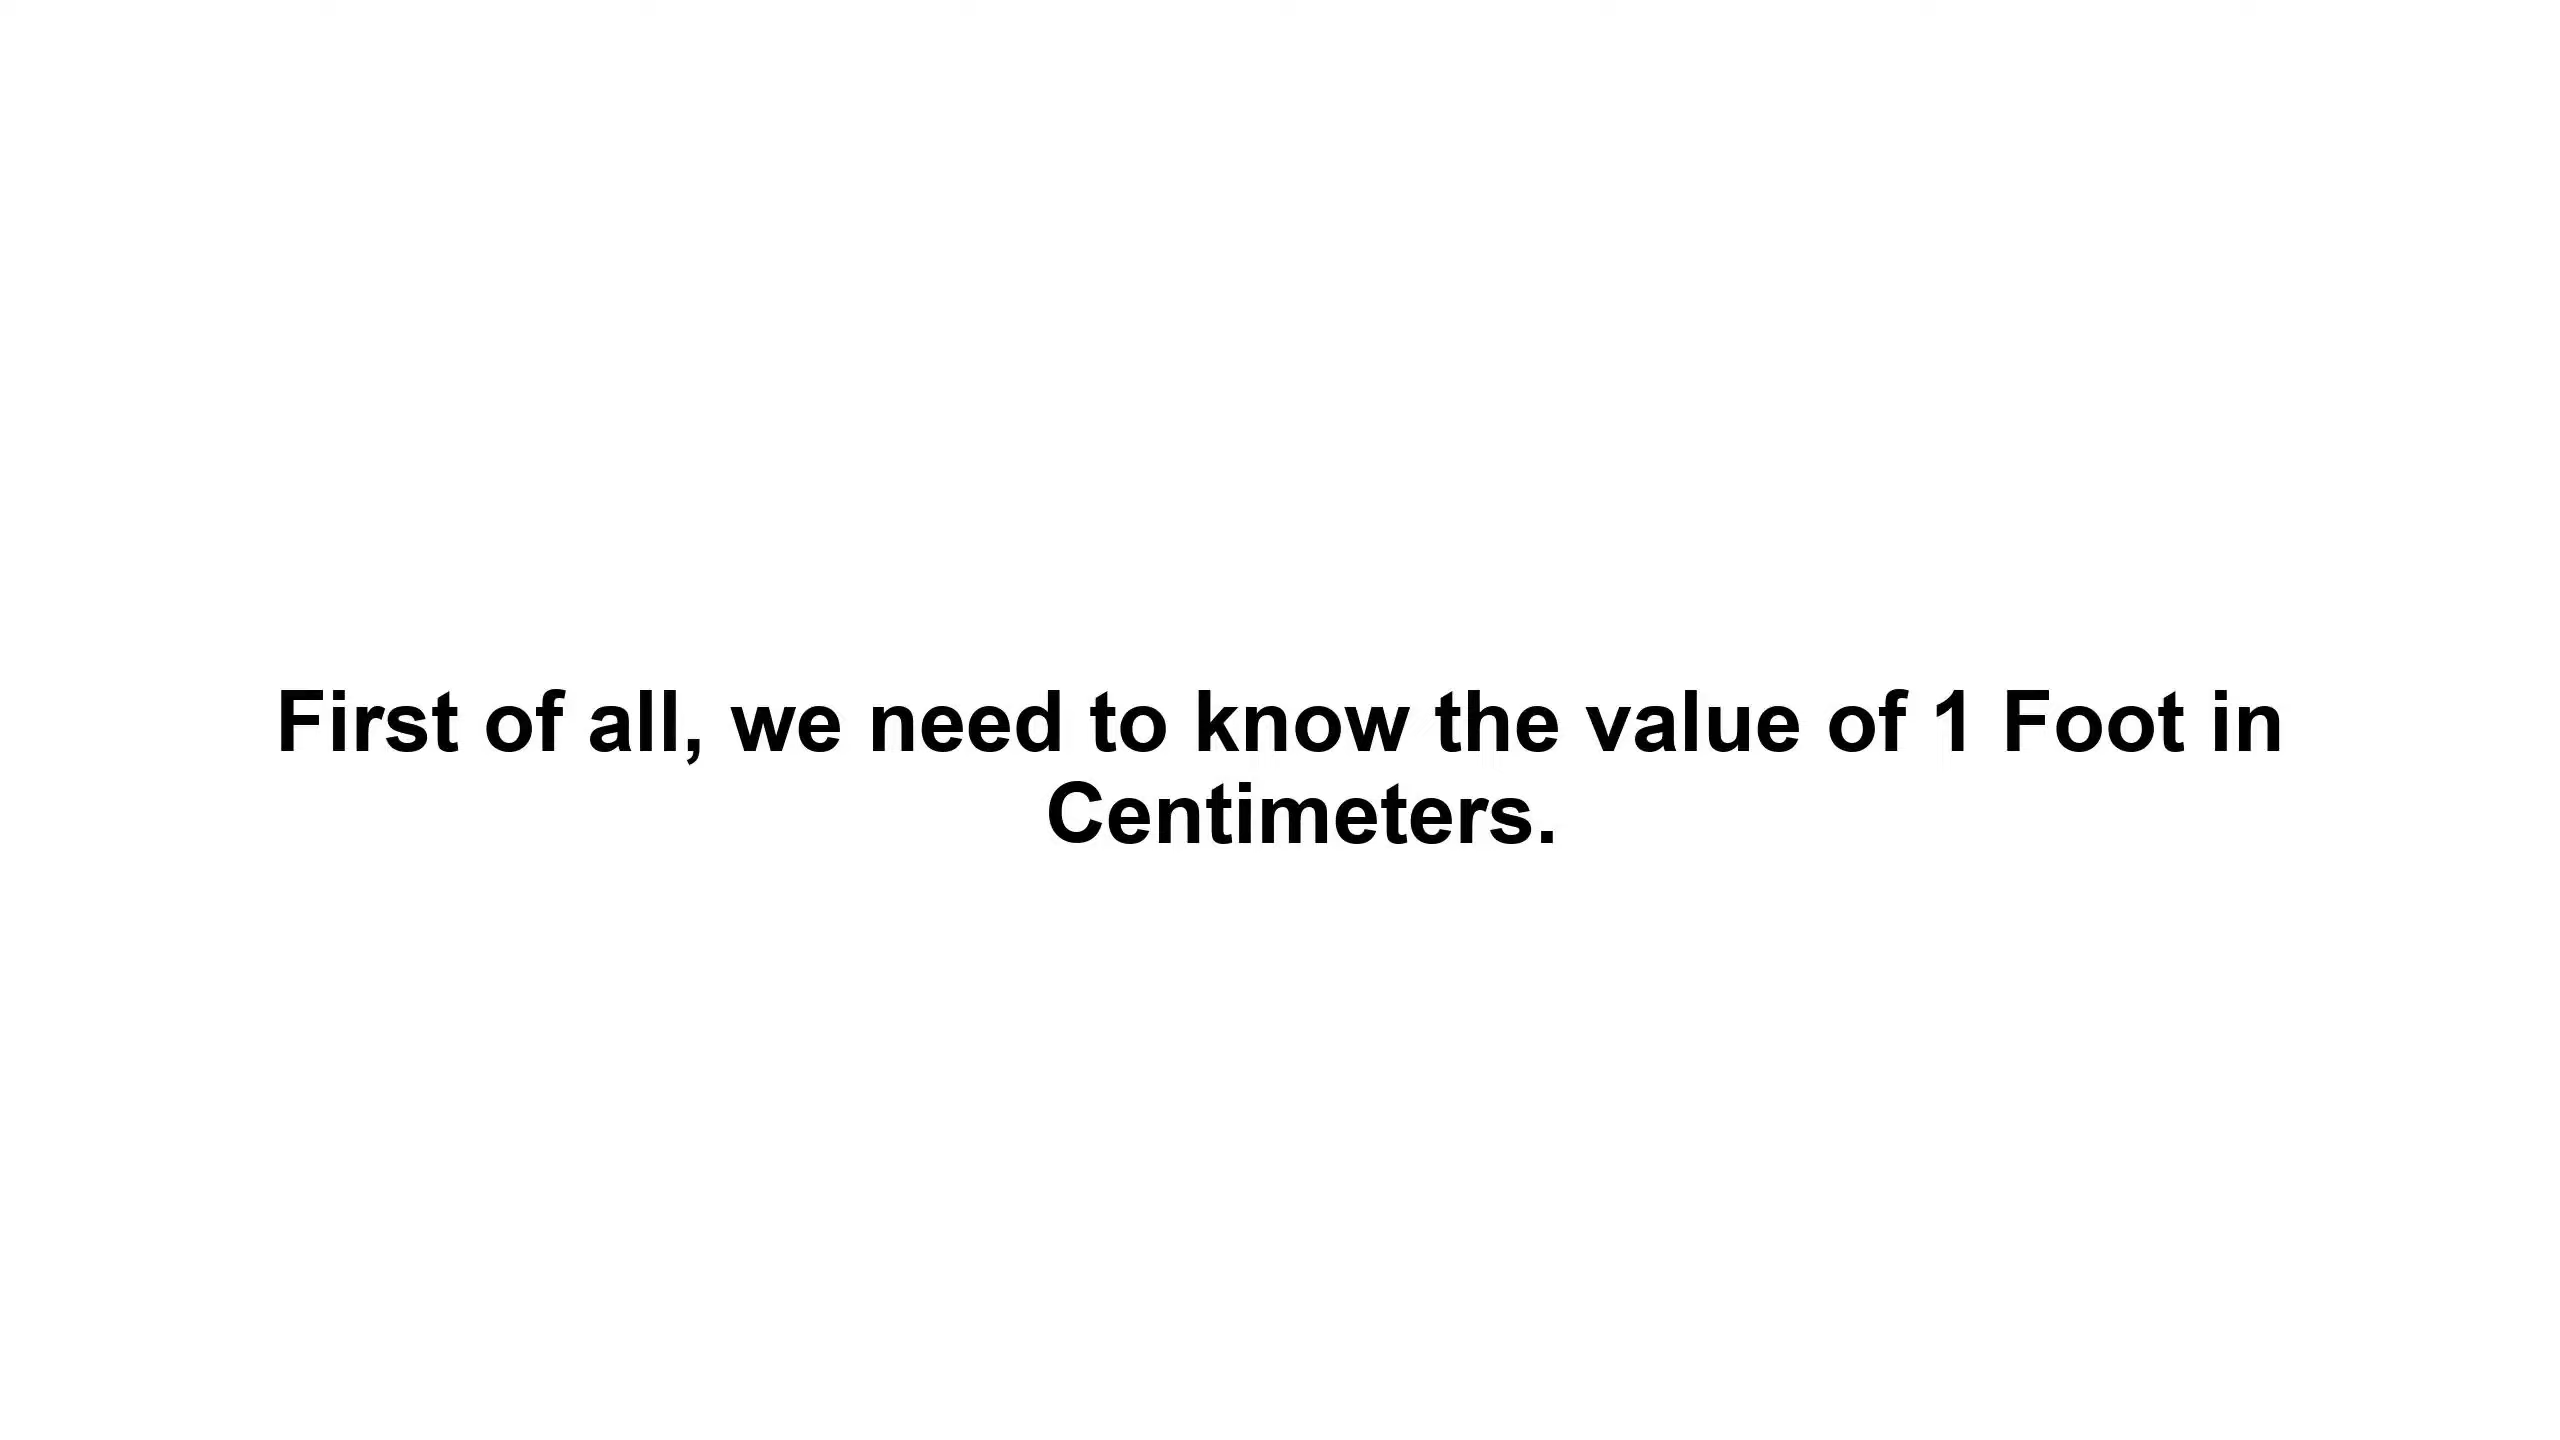 First of all, we need to know the value of 1 Foot in
Centimeters.